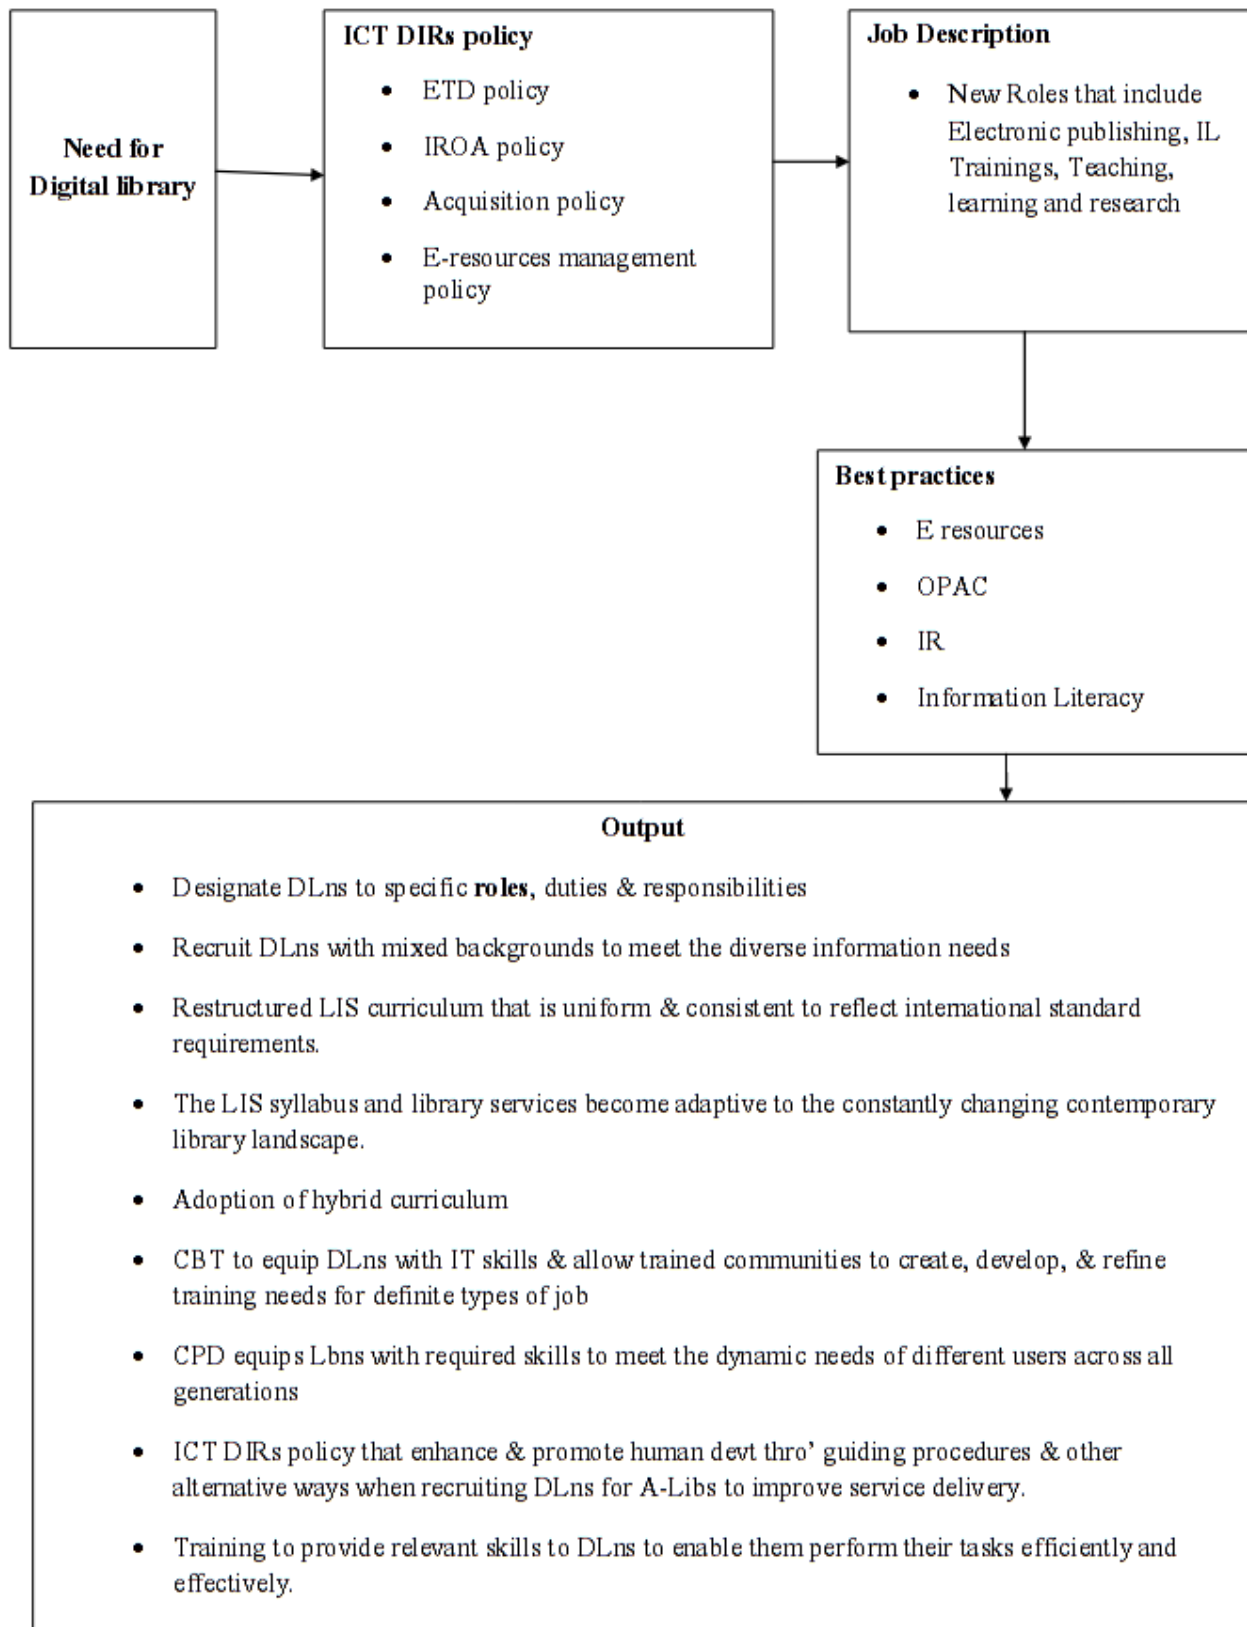 Need for
Digital library
ICT DIRs policy
• ETD policy
• IROA policy
• Acquisition policy
• E-resources management
policy
Job Description
• New Roles that include
Electronic publishing, IL
Trainings, Teaching,
learning and research
Best practices
• E resources
• OPAC
• IR
• Information Literacy
Output
• Designate DLns to specific roles, duties & responsibilities
• Recruit DLns with mixed backgrounds to meet the diverse information needs
• Restructured LIS curriculum that is uniform & consistent to reflect international standard
requirements.
• The LIS syllabus and library services become adaptive to the constantly changing contemporary
library landscape.
• Adoption of hybrid curriculum
• CBT to equip DLns with IT skills & allow trained communities to create, develop, & refine
training needs for definite types of job
• CPD equips Lbns with required skills to meet the dynamic needs of different users across all
generations
• ICT DIRs policy that enhance & promote human devt thro’ guiding procedures & other
alternative ways when recruiting DLns for A-Libs to improve service delivery.
• Training to provide relevant skills to DLns to enable them perform their tasks efficiently and
effectively.